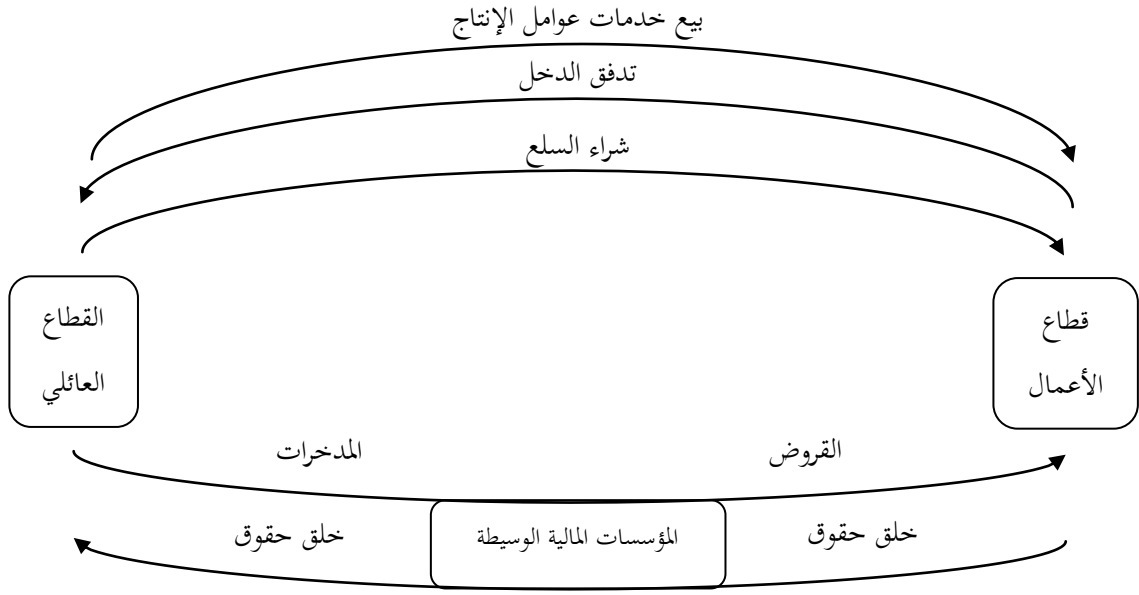 بيع خدمات عوامل الإنتاج
تدفق الدخل
شراء السلع
قطاع
الأعمال
القطاع
العائلي
القروض
المدخرات
خلق حقوق
المؤسسات المالية الوسيطة
خلق حقوق